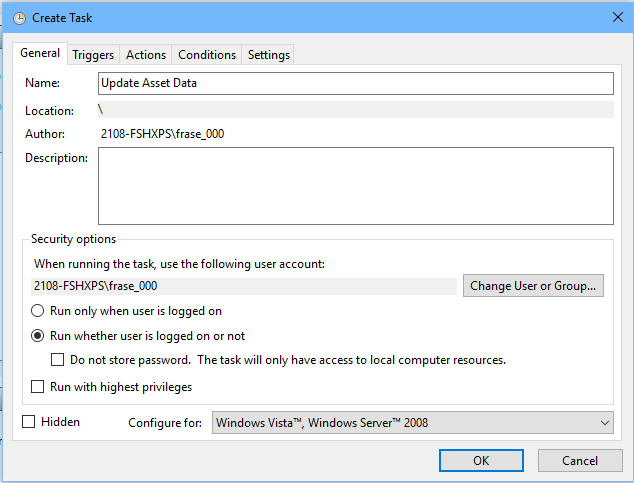 Create Task
General Triggers Actions Conditions Settings
Name: Update Asset Data
Location: \
Author: 2108-FSHXPS\frase_000
Description:
Security options
When running the task, use the following user account:
2108-FSHXPS\frase_000 Change User or Group...
Run only when user is logged on
Run whether user is logged on or not
Do not store password. The task will only have access to local computer resources.
Run with highest privileges
Hidden Configure for: Windows Vista™, Windows Server™ 2008
OK Cancel